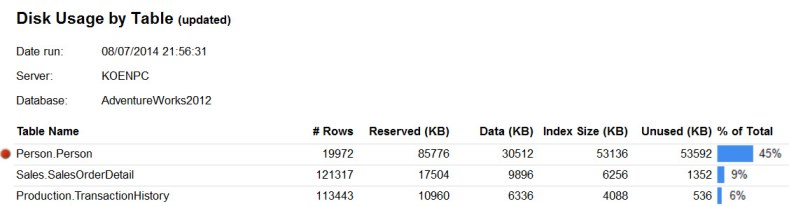 Disk Usage by Table (updated)
Date run: 08/07/2014 21:56:31
Server: KOENPC
Database: AdventureWorks2012
Table Name # Rows Reserved (KB) Data (KB) Index Size (KB) Unused (KB) % of Total
Person.Person 19972 85776 30512 53136 53592 45%
Sales.SalesOrderDetail 121317 17504 9896 6256 1352 9%
Production.TransactionHistory 113443 10960 6336 4088 536 6%